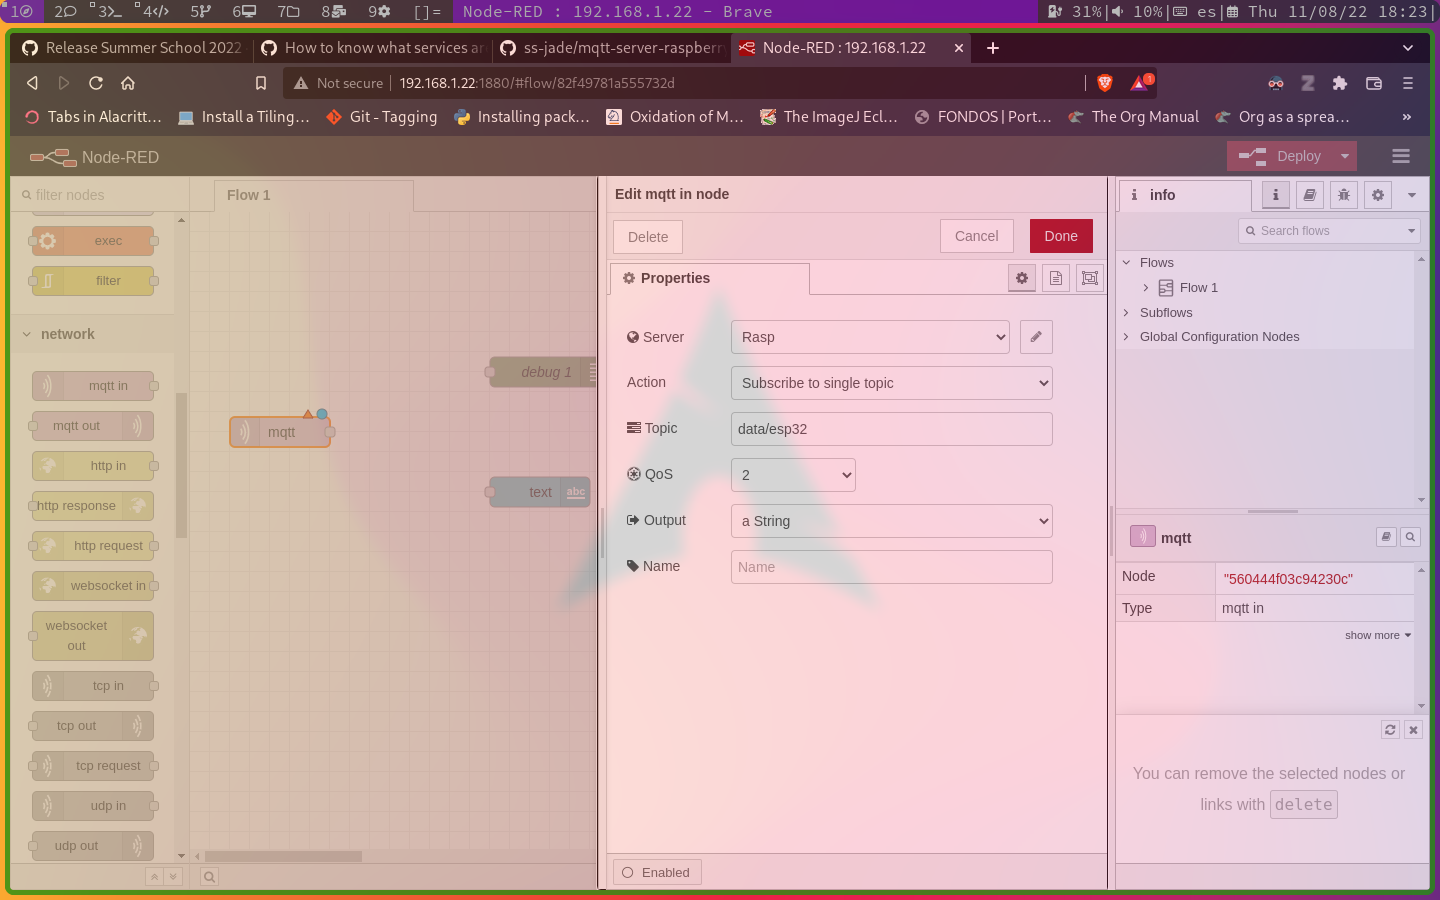 1 2 3 4 5 6 7 8 9 []= Node-RED : 192.168.1.22 - Brave 31%| 10%| es| Thu 11/08/22 18:23|
Release Summer School 2022 How to know what services ar ss-jade/mqtt-server-raspberr Node-RED : 192.168.1.22
Not secure 192.168.1.22:1880/#flow/82f49781a555732d
Tabs in Alacritt… Install a Tiling… Git - Tagging Installing pack… Oxidation of M… The ImageJ Ecl… FONDOS | Port… The Org Manual Org as a sprea… »
Node-RED Deploy
filter nodes
exec
filter
network
mqtt in
mqtt out
http in
http response
http request
websocket in
websocket
out
tcp in
tcp out
tcp request
udp in
udp out
Flow 1
debug 1
mqtt
text abc
Edit mqtt in node
Delete Cancel Done
Properties
Server Rasp
Action Subscribe to single topic
Topic data/esp32
QoS 2
Output a String
Name Name
Enabled
i info i
Search flows
Flows
Flow 1
Subflows
Global Configuration Nodes
mqtt
Node "560444f03c94230c"
Type mqtt in
show more
You can remove the selected nodes or
links with delete